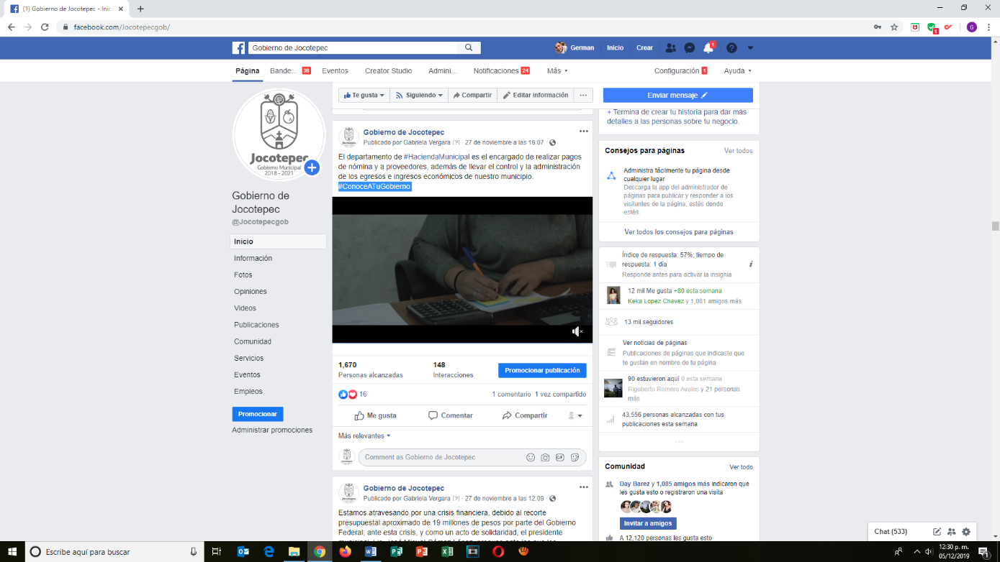 (1) Gobierno de Jocotepec - Inici
facebook.com/Jocotepecgob/
G
Gobierno de Jocotepec
German
Inicio
Crear
1
Página
Bande... 36
Eventos
Creator Studio
Admini...
Notificaciones 24
Más
Configuración 1
Ayuda
Te gusta
Siguiendo
Compartir
Editar información
Enviar mensaje
Jocotepec
Gobierno Municipal
2018 - 2021
Gobierno de
Jocotepec
@Jocotepecgob
Inicio
Información
Fotos
Opiniones
Videos
Publicaciones
Comunidad
Servicios
Eventos
Empleos
Promocionar
Administrar promociones
Gobierno de Jocotepec
Publicado por Gabriela Vergara [?] · 27 de noviembre a las 16:07 ·
El departamento de #HaciendaMunicipal es el encargado de realizar pagos
de nómina y a proveedores, además de llevar el control y la administración
de los egresos e ingresos económicos de nuestro municipio.
#ConoceATuGobierno
1,670
Personas alcanzadas
148
Interacciones
Promocionar publicación
16
1 comentario 1 vez compartido
Me gusta
Comentar
Compartir
Más relevantes
Comment as Gobierno de Jocotepec
GIF
Gobierno de Jocotepec
Publicado por Gabriela Vergara [?] · 27 de noviembre a las 12:09 ·
Estamos atravesando por una crisis financiera, debido al recorte
presupuestal aproximado de 19 millones de pesos por parte del Gobierno
Federal; ante esta crisis, y como un acto de solidaridad, el presidente
+ Termina de crear tu historia para dar más
detalles a las personas sobre tu negocio.
Consejos para páginas
Ver todos
Administra fácilmente tu página desde
cualquier lugar
Descarga la app del administrador de
páginas para publicar y responder a los
visitantes de la página, estés donde
estés.
Ver todos los consejos para páginas
Índice de respuesta: 57%; tiempo de
respuesta: 1 día
Responde antes para activar la insignia
12 mil Me gusta +80 esta semana
Keka Lopez Chavez y 1,081 amigos más
13 mil seguidores
Ver noticias de páginas
Publicaciones de páginas que indicaste que
te gustan en nombre de tu página
90 estuvieron aquí 0 esta semana
Rigoberto Romero Avalos y 21 personas
más
43,556 personas alcanzadas con tus
publicaciones esta semana
Comunidad
Ver todo
Day Barez y 1,085 amigos más indicaron que
les gusta esto o registraron una visita
Invitar a amigos
A 12,120 personas les gusta esto
Chat (533)
Escribe aquí para buscar
12:30 p. m.
05/12/2019
1